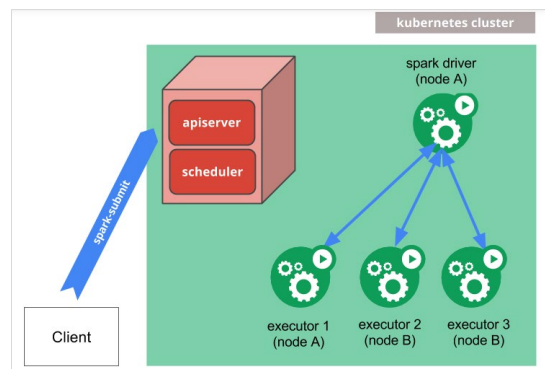 kubernetes cluster
spark driver
(node A)
apiserver
scheduler
spark-submit
Client
executor 1
(node A)
executor 2
(node B)
executor 3
(node B)